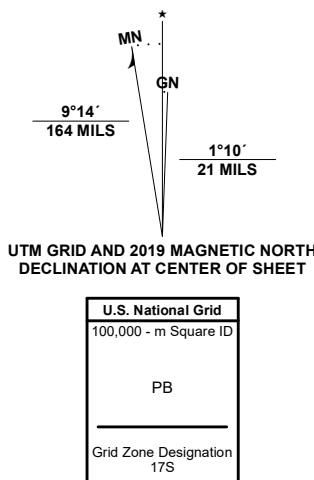 ★
MN
GN
9°14´
164 MILS
1°10´
21 MILS
UTM GRID AND 2019 MAGNETIC NORTH
DECLINATION AT CENTER OF SHEET
U.S. National Grid
100,000 - m Square ID
PB
Grid Zone Designation
17S